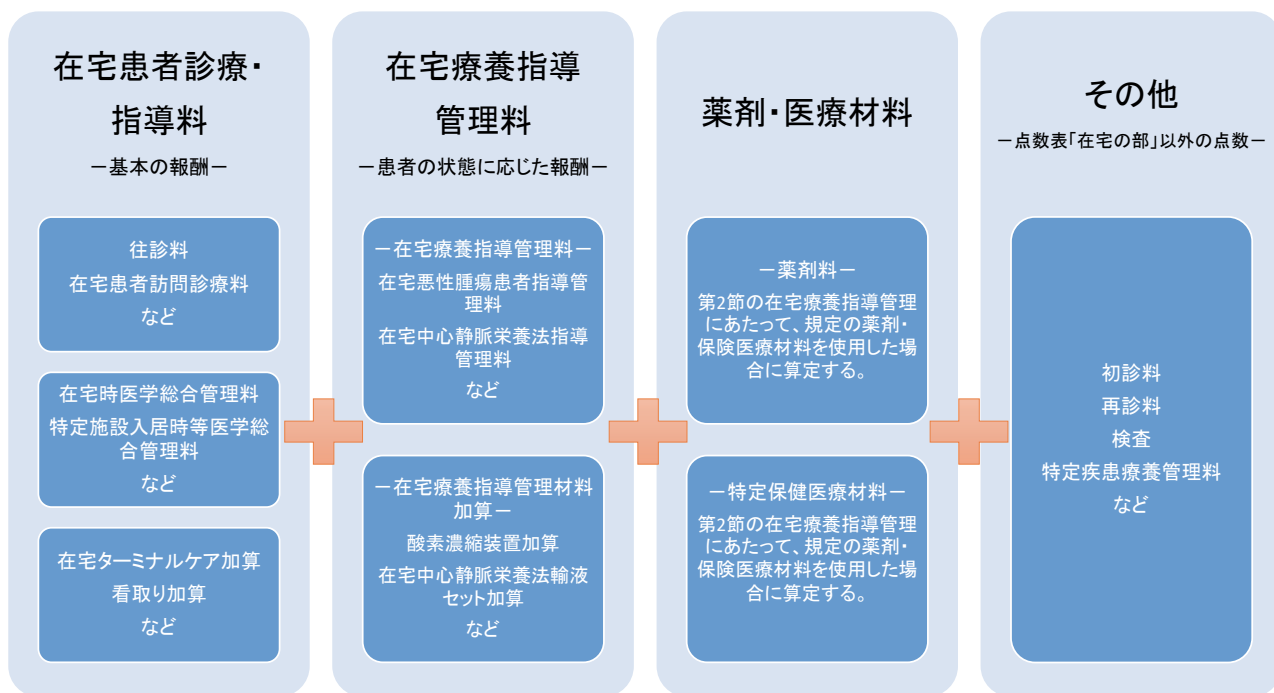 在宅患者診療・
指導料
－基本の報酬－
往診料
在宅患者訪問診療料
など
在宅時医学総合管理料
特定施設入居時等医学総
合管理料
など
在宅ターミナルケア加算
看取り加算
など
在宅療養指導
管理料
－患者の状態に応じた報酬－
－在宅療養指導管理料－
在宅悪性腫瘍患者指導管
理料
在宅中心静脈栄養法指導
管理料
など
－在宅療養指導管理材料
加算－
酸素濃縮装置加算
在宅中心静脈栄養法輸液
セット加算
など
薬剤・医療材料
－薬剤料－
第2節の在宅療養指導管理
にあたって、規定の薬剤・
保険医療材料を使用した場
合に算定する。
－特定保健医療材料－
第2節の在宅療養指導管理
にあたって、規定の薬剤・
保険医療材料を使用した場
合に算定する。
その他
－点数表「在宅の部」以外の点数－
初診料
再診料
検査
特定疾患療養管理料
など